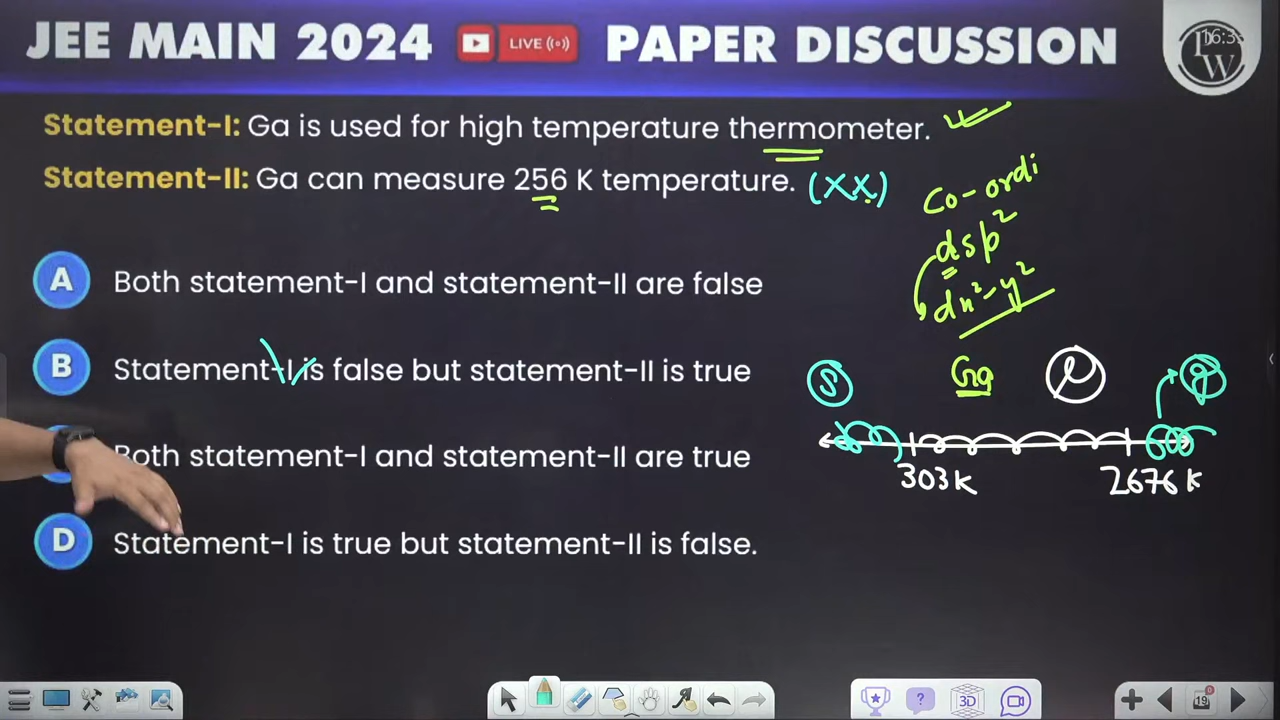 JEE MAIN 2024 LIVE PAPER DISCUSSION
Statement-I: Ga is used for high temperature thermometer.
Statement-II: Ga can measure 256 K temperature. (XX)
Co-ordi
dsp²
dx²-y²
A Both statement-I and statement-II are false
B Statement-I is false but statement-II is true
S Ga l g
Both statement-I and statement-II are true
303K 2676 K
D Statement-I is true but statement-II is false.
3D
19